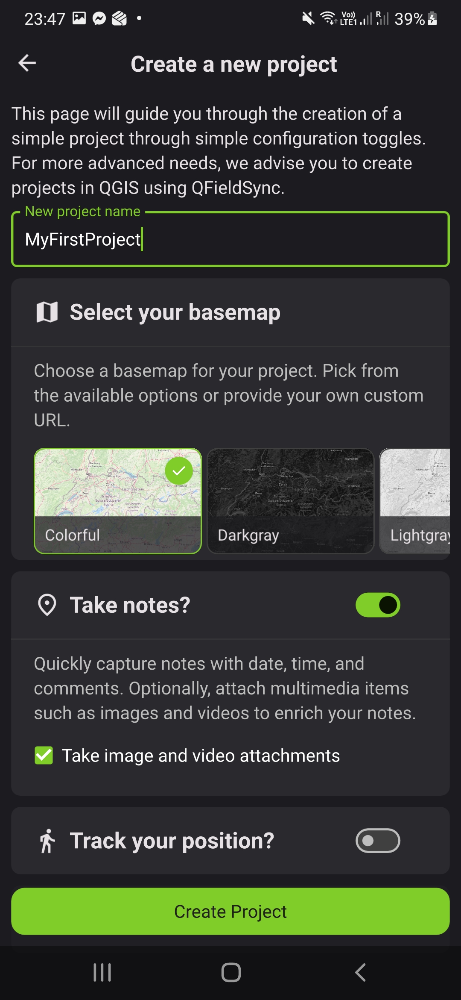 23:47
Vo)) LTE1 R 39%
Create a new project
This page will guide you through the creation of a
simple project through simple configuration toggles.
For more advanced needs, we advise you to create
projects in QGIS using QFieldSync.
New project name
MyFirstProject
Select your basemap
Choose a basemap for your project. Pick from
the available options or provide your own custom
URL.
Colorful
Darkgray
Lightgray
Take notes?
Quickly capture notes with date, time, and
comments. Optionally, attach multimedia items
such as images and videos to enrich your notes.
Take image and video attachments
Track your position?
Create Project